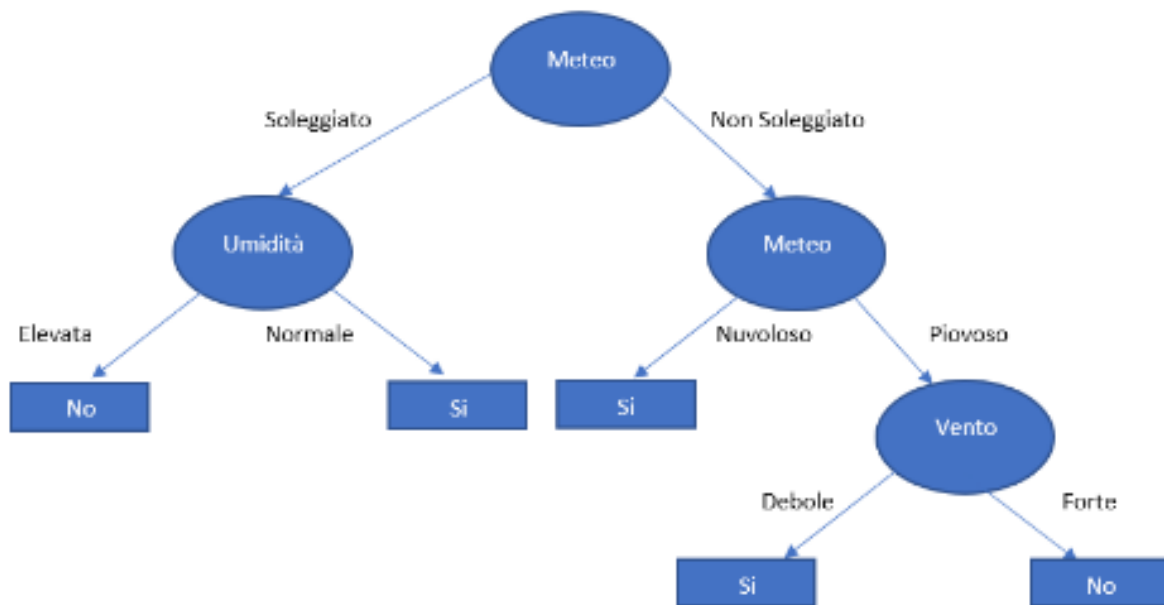 Meteo
Soleggiato
Non Soleggiato
Umidità
Meteo
Elevata
Normale
Nuvoloso
Piovoso
No
Si
Si
Vento
Debole
Forte
Si
No